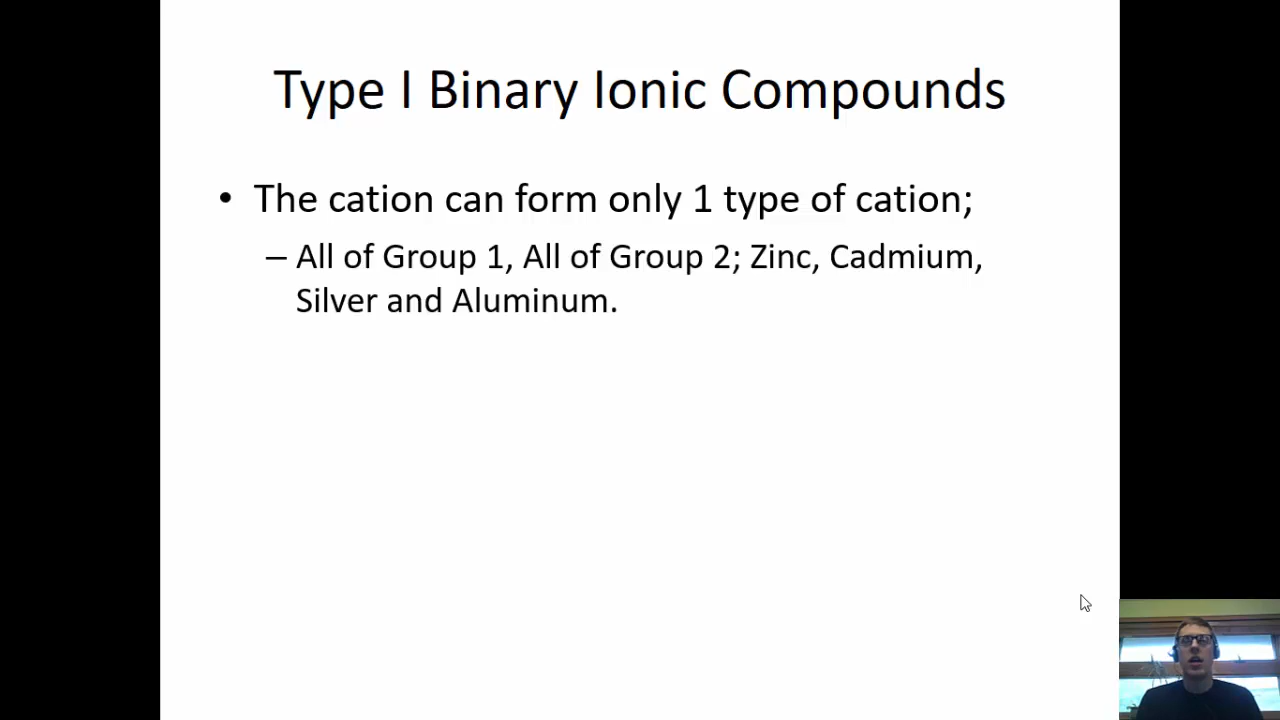 Type I Binary Ionic Compounds
• The cation can form only 1 type of cation;
– All of Group 1, All of Group 2; Zinc, Cadmium,
Silver and Aluminum.